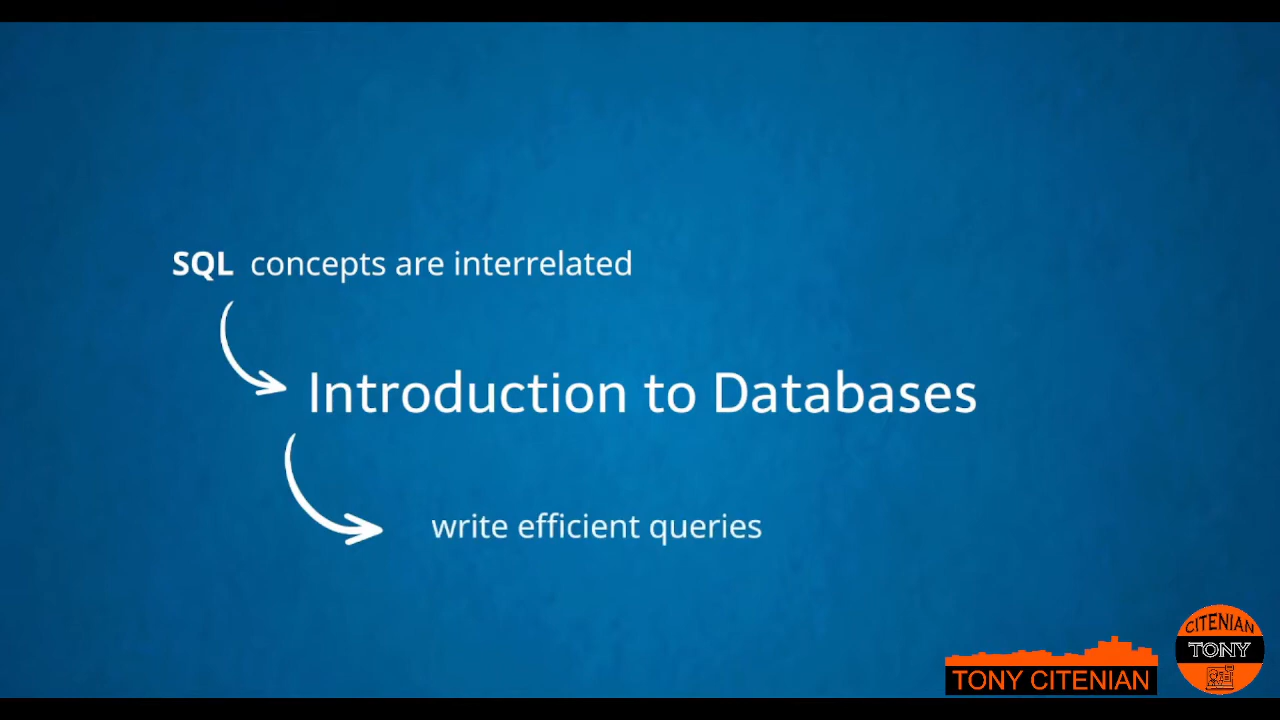 SQL concepts are interrelated
Introduction to Databases
write efficient queries
TONY CITENIAN
CITENIAN
TONY